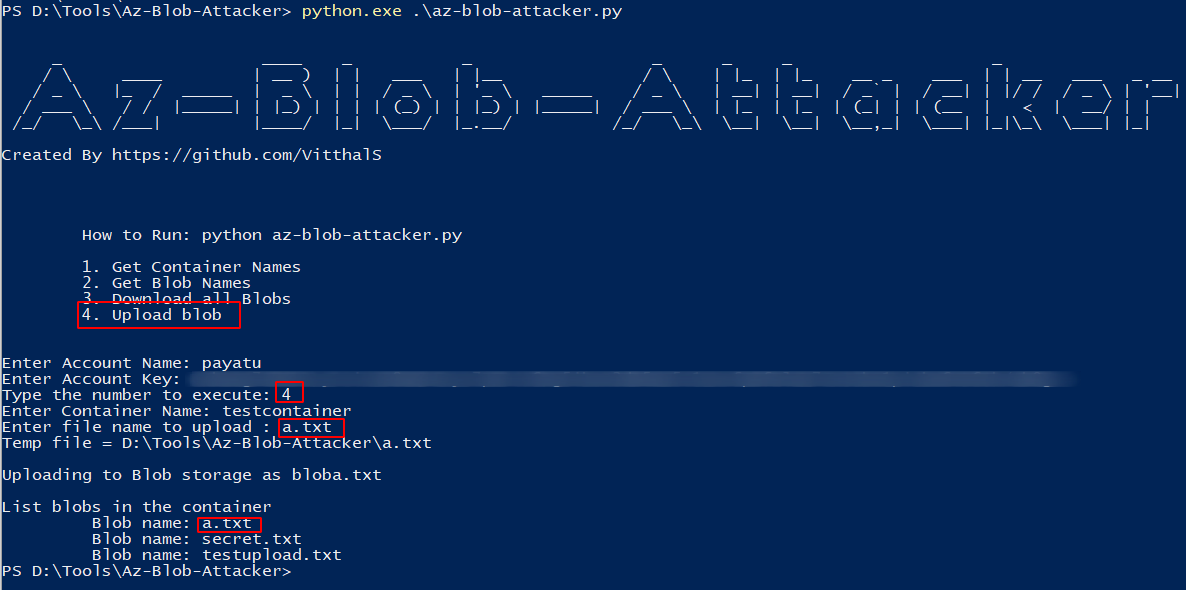 PS D:\Tools\Az-Blob-Attacker> python.exe .\az-blob-attacker.py
Az-Blob-Attacker
Created By https://github.com/VitthalS
How to Run: python az-blob-attacker.py
1. Get Container Names
2. Get Blob Names
3. Download all Blobs
4. Upload blob
Enter Account Name: payatu
Enter Account Key:
Type the number to execute: 4
Enter Container Name: testcontainer
Enter file name to upload : a.txt
Temp file = D:\Tools\Az-Blob-Attacker\a.txt
Uploading to Blob storage as bloba.txt
List blobs in the container
Blob name: a.txt
Blob name: secret.txt
Blob name: testupload.txt
PS D:\Tools\Az-Blob-Attacker>